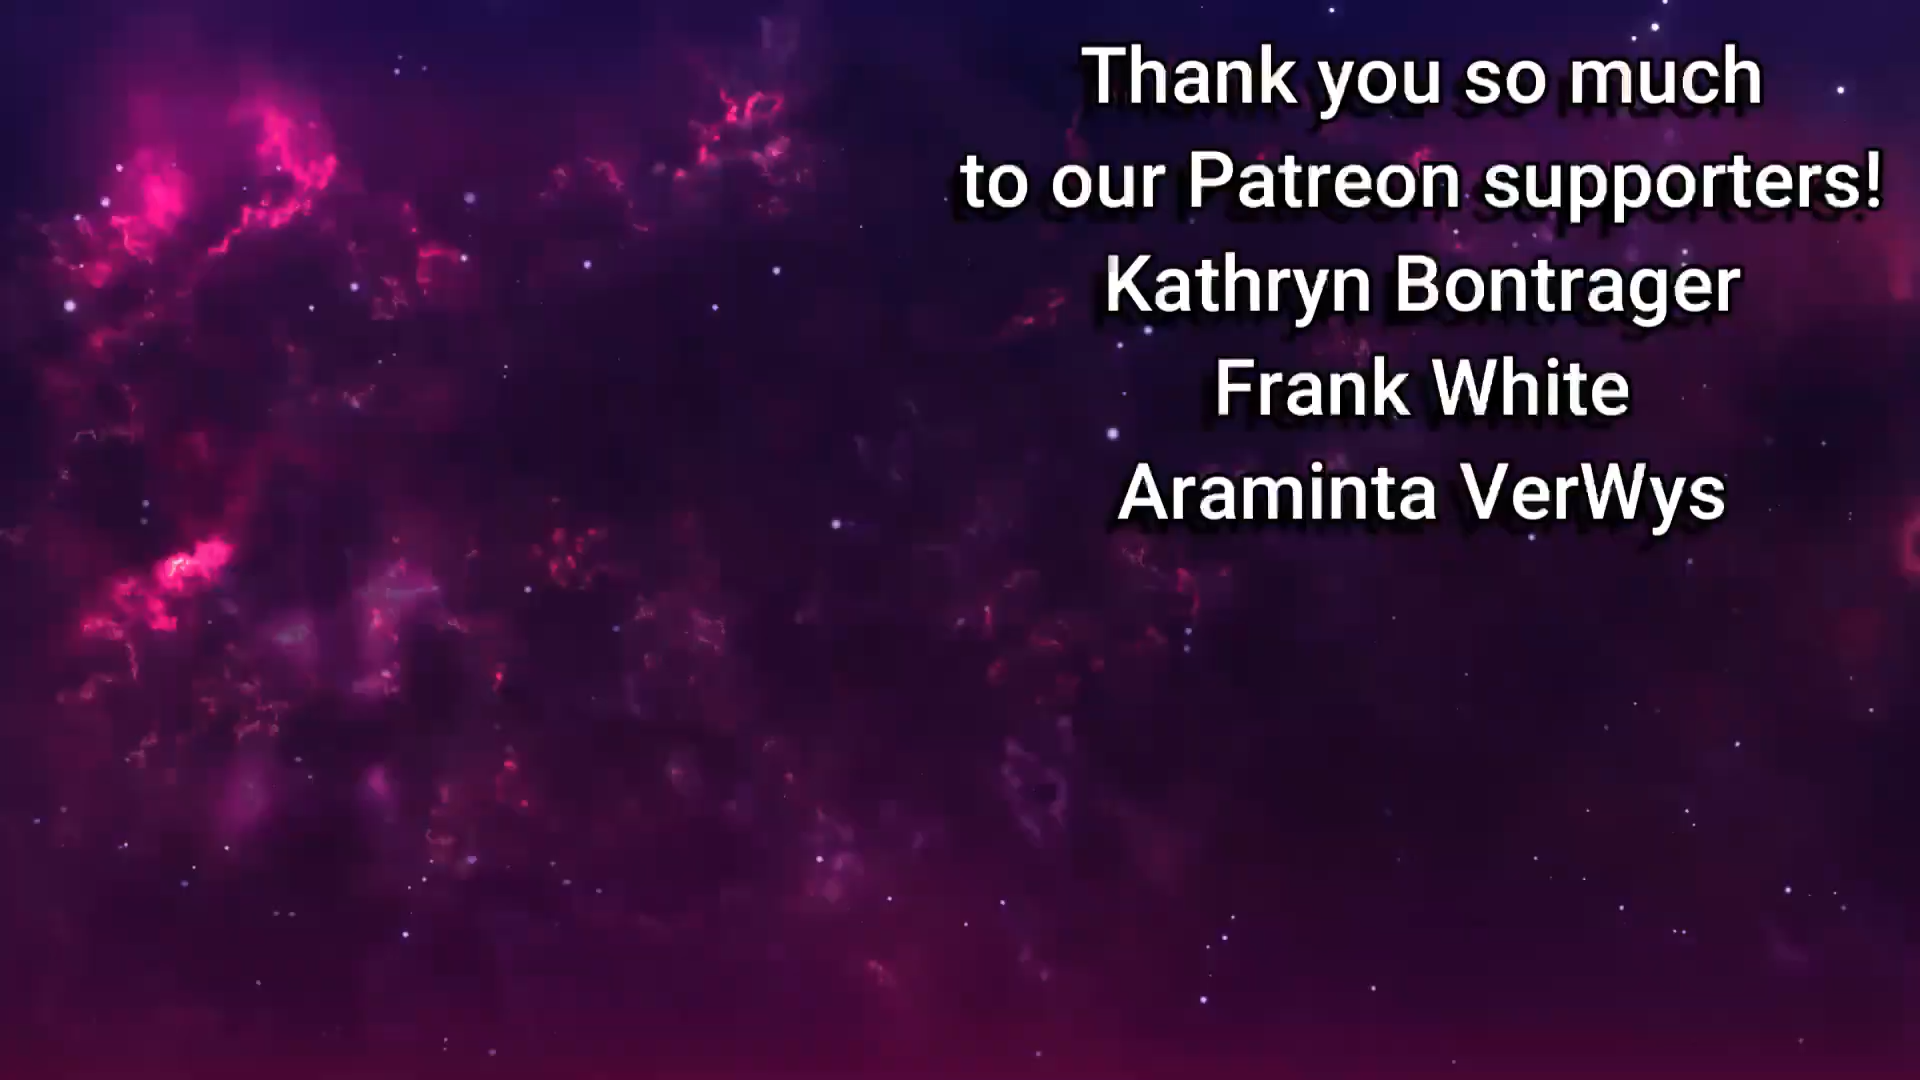 Thank you so much
to our Patreon supporters!
Kathryn Bontrager
Frank White
Araminta VerWys